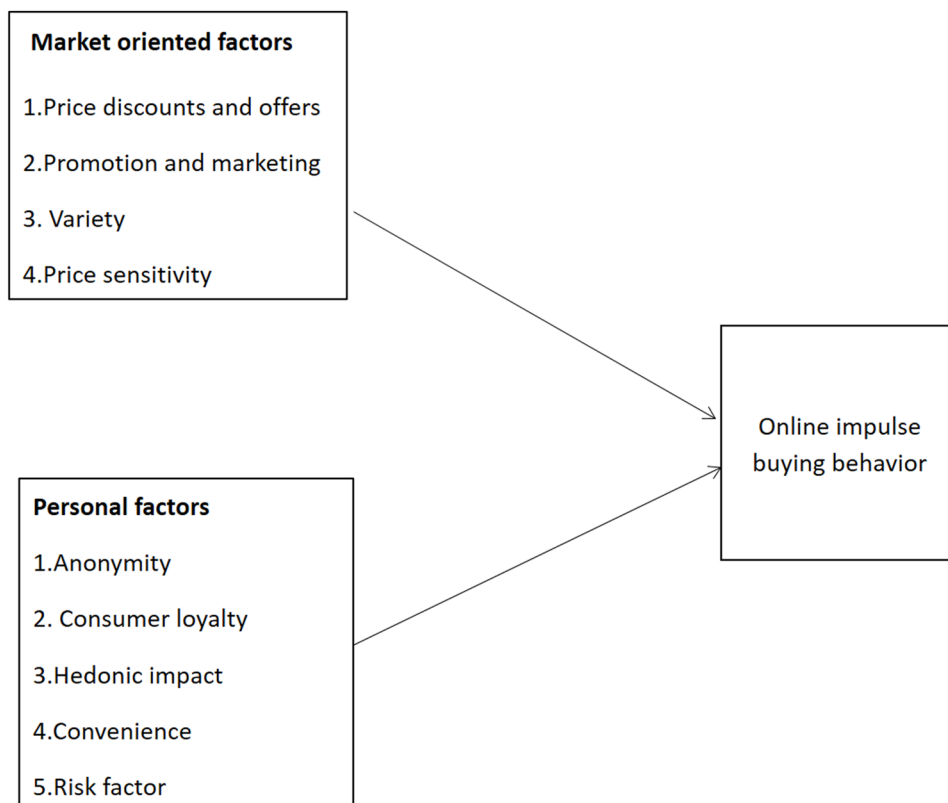 Market oriented factors
1.Price discounts and offers
2.Promotion and marketing
3. Variety
4.Price sensitivity
Online impulse
buying behavior
Personal factors
1.Anonymity
2. Consumer loyalty
3.Hedonic impact
4.Convenience
5.Risk factor